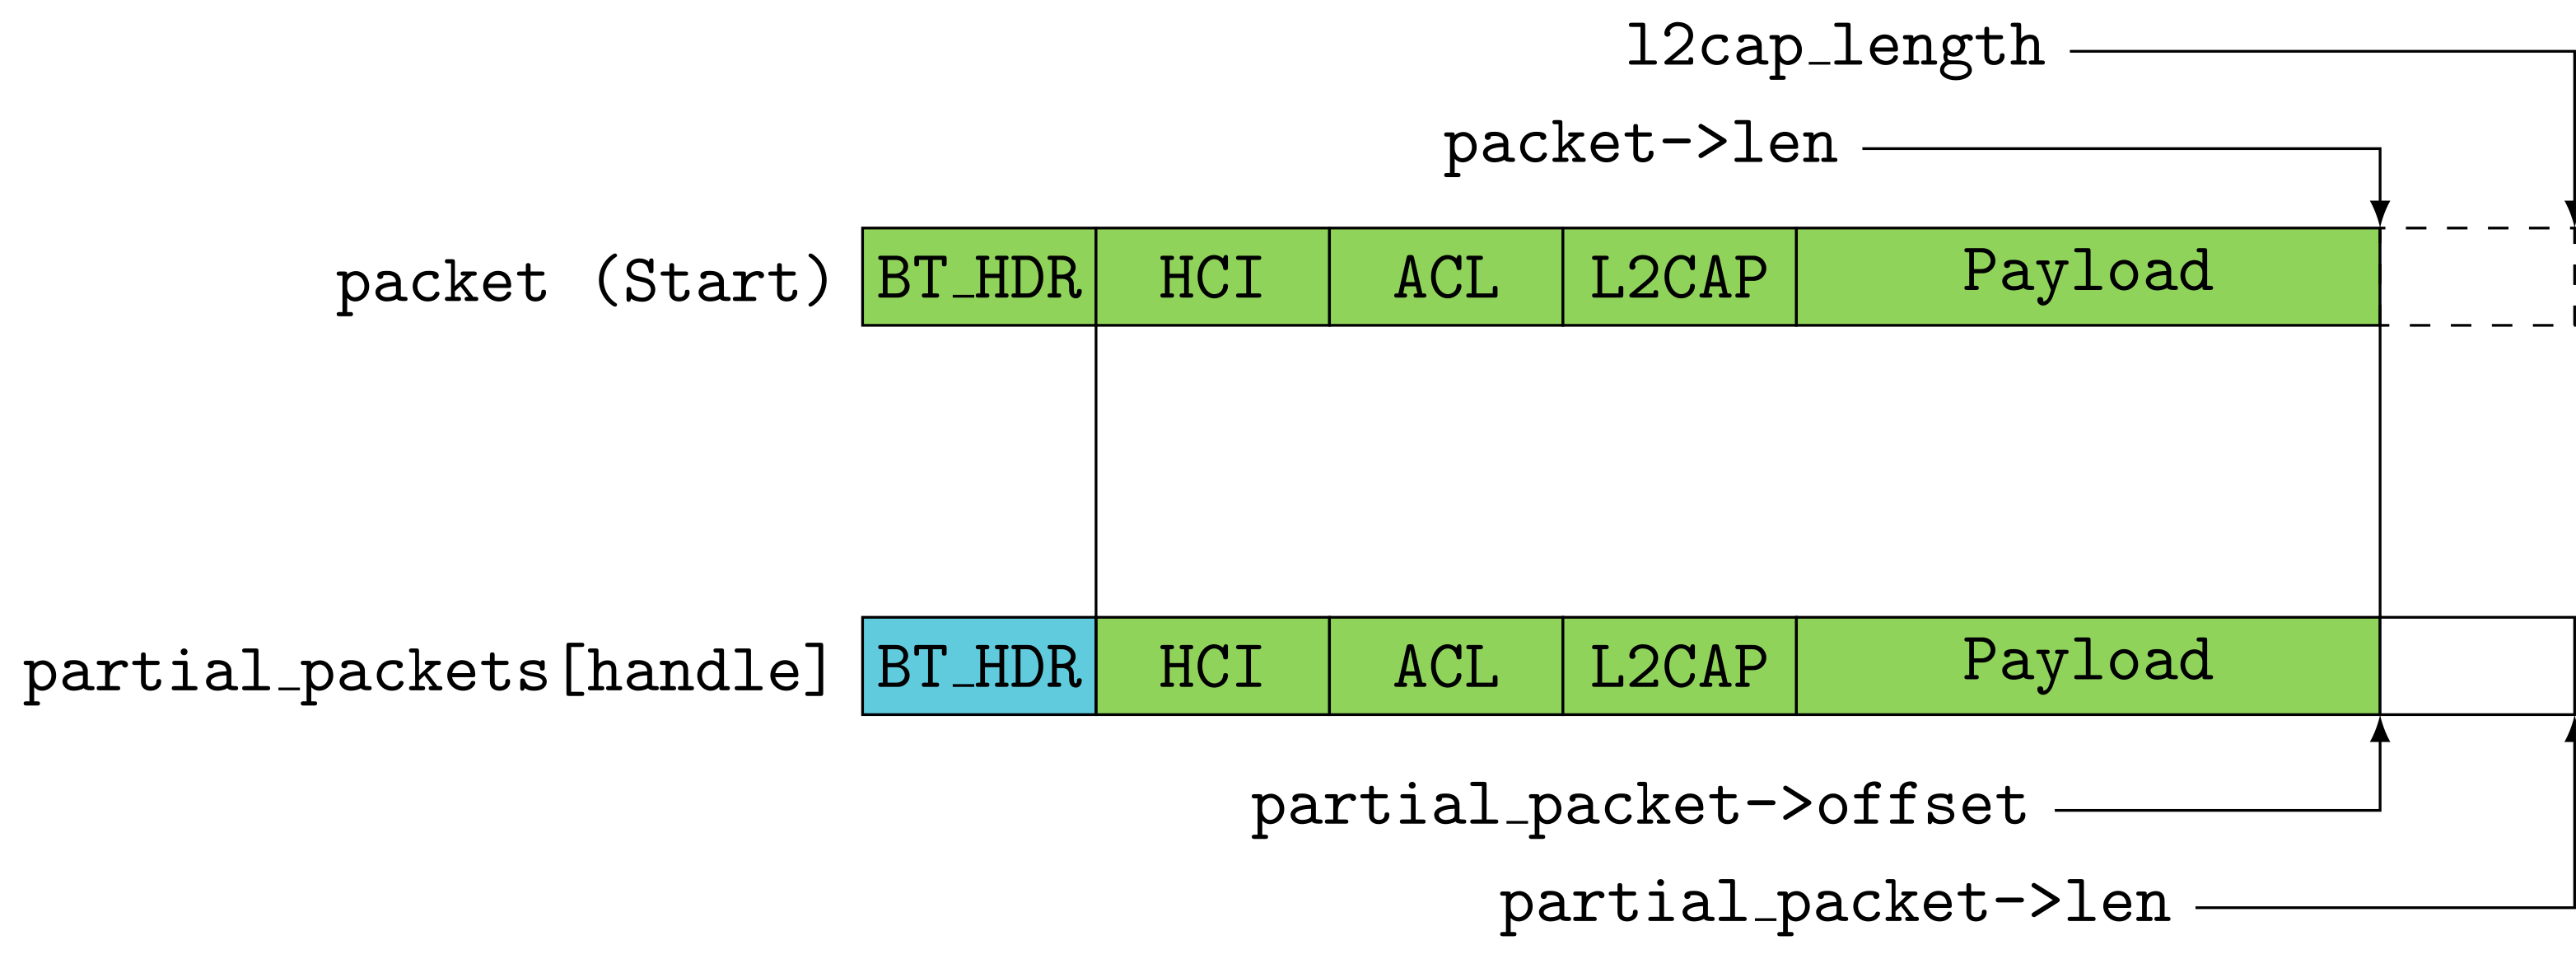 l2cap_length
packet->len
packet (Start) BT_HDR HCI ACL L2CAP Payload
partial_packets[handle] BT_HDR HCI ACL L2CAP Payload
partial_packet->offset
partial_packet->len